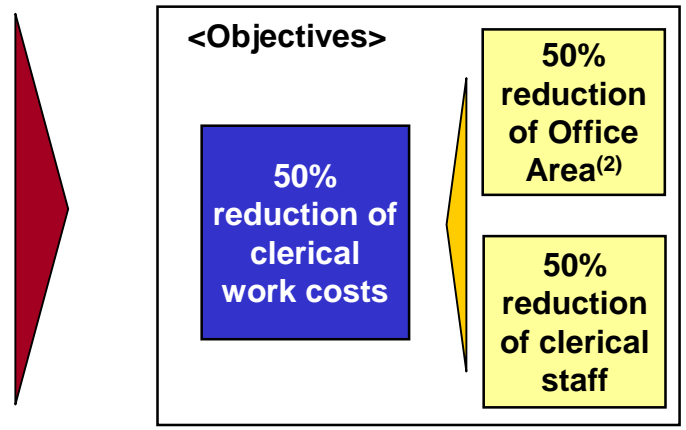 <Objectives>
50%
reduction of
clerical
work costs
50%
reduction
of Office
Area(2)
50%
reduction
of clerical
staff